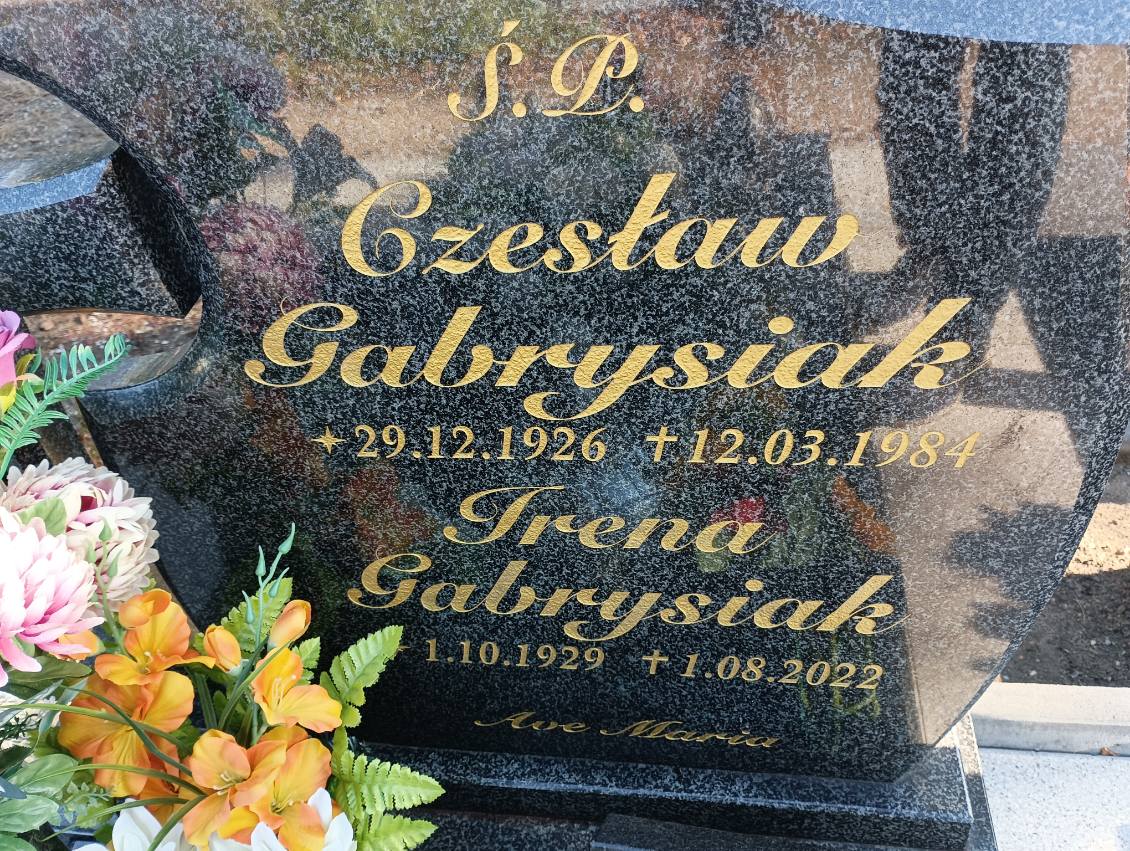 Ś.P.
Czesław
Gabrysiak
29.12.1926 †12.03.1984
Irena
Gabrysiak
1.10.1929 †1.08.2022
Ave Maria